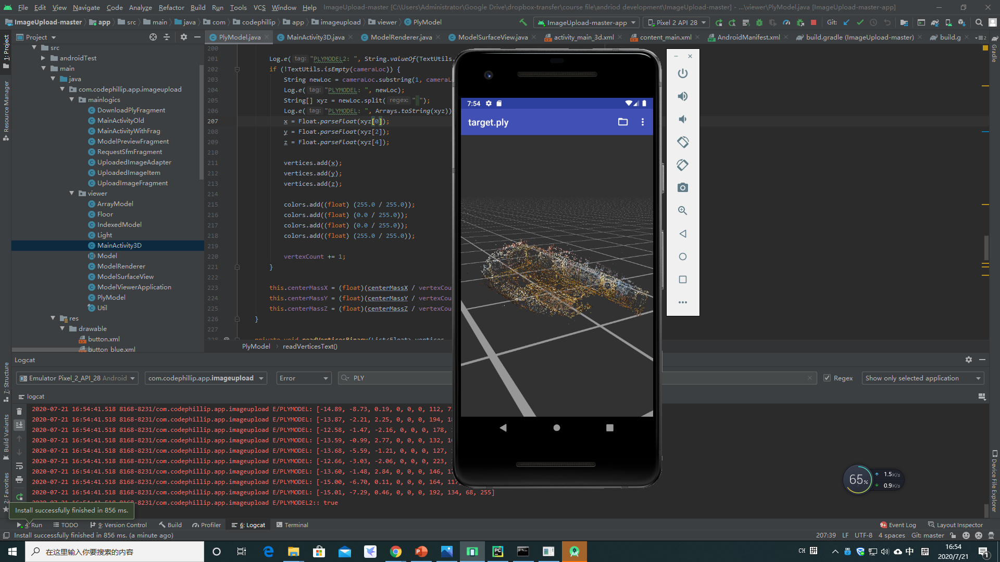 File Edit View Navigate Code Analyze Refactor Build Run Tools VCS Window Help ImageUpload-master [C:\Users\Administrator\Google Drive\dropbox-transfer\course file\andriod development\ImageUpload-master] - ...\viewer\PlyModel.java [ImageUpload-master-app]
ImageUpload-master app src main java com codephillip app imageupload viewer PlyModel ImageUpload-master-app Pixel 2 API 28 Git:
Project
PlyModel.java MainActivity3D.java ModelRenderer.java ModelSurfaceView.java activity_main_3d.xml content_main.xml AndroidManifest.xml build.gradle (ImageUpload-master) build.g
1: Project
Resource Manager
7: Structure
Build Variants
2: Favorites
Gradle
Device File Explorer
src
androidTest
main
java
com.codephillip.app.imageupload
mainlogics
DownloadPlyFragment
MainActivityOld
MainActivityWithFrag
ModelPreviewFragment
RequestSfmFragment
UploadedImageAdapter
UploadedImageItem
UploadImageFragment
viewer
ArrayModel
Floor
IndexedModel
Light
MainActivity3D
Model
ModelRenderer
ModelSurfaceView
ModelViewerApplication
PlyModel
Util
res
drawable
button.xml
button_blue.xml
200
201 Log.e( tag: "PLYMODEL2: ", String.valueOf(TextUtils.
202 if (!TextUtils.isEmpty(cameraLoc)) {
203 String newLoc = cameraLoc.substring(1, cameraL
204 Log.e( tag: "PLYMODEL: ", newLoc);
205 String[] xyz = newLoc.split( regex: " ");
206 Log.e( tag: "PLYMODEL: ", Arrays.toString(xyz))
207 x = Float.parseFloat(xyz[0]);
208 y = Float.parseFloat(xyz[2]);
209 z = Float.parseFloat(xyz[4]);
210
211 vertices.add(x);
212 vertices.add(y);
213 vertices.add(z);
214
215 colors.add((float) (255.0 / 255.0));
216 colors.add((float) (0.0 / 255.0));
217 colors.add((float) (0.0 / 255.0));
218 colors.add((float) (255.0 / 255.0));
219
220 vertexCount += 1;
221 }
222
223 this.centerMassX = (float)(centerMassX / vertexCou
224 this.centerMassY = (float)(centerMassY / vertexCou
225 this.centerMassZ = (float)(centerMassZ / vertexCou
226 }
227
228 private void readVerticesBinary(List<Float> vertices,
PlyModel readVerticesText()
7:54
target.ply
Logcat
Emulator Pixel_2_API_28 Android com.codephillip.app.imageupload Error PLY Regex Show only selected application
logcat
2020-07-21 16:54:41.518 8168-8231/com.codephillip.app.imageupload E/PLYMODEL: [-14.89, -8.73, 0.19, 0, 0, 0, 112, 7
2020-07-21 16:54:41.518 8168-8231/com.codephillip.app.imageupload E/PLYMODEL: [-13.87, -2.21, 2.25, 0, 0, 0, 194, 18
2020-07-21 16:54:41.518 8168-8231/com.codephillip.app.imageupload E/PLYMODEL: [-12.58, -1.47, -2.16, 0, 0, 0, 178,
2020-07-21 16:54:41.518 8168-8231/com.codephillip.app.imageupload E/PLYMODEL: [-13.59, -0.99, 2.77, 0, 0, 0, 132, 10
2020-07-21 16:54:41.518 8168-8231/com.codephillip.app.imageupload E/PLYMODEL: [-13.68, -5.59, -1.21, 0, 0, 0, 127,
2020-07-21 16:54:41.518 8168-8231/com.codephillip.app.imageupload E/PLYMODEL: [-12.66, -3.03, -2.06, 0, 0, 0, 223,
2020-07-21 16:54:41.518 8168-8231/com.codephillip.app.imageupload E/PLYMODEL: [-13.60, -1.48, 2.84, 0, 0, 0, 146, 1
2020-07-21 16:54:41.518 8168-8231/com.codephillip.app.imageupload E/PLYMODEL: [-15.00, -6.70, 0.11, 0, 0, 0, 164, 117,
2020-07-21 16:54:41.518 8168-8231/com.codephillip.app.imageupload E/PLYMODEL: [-15.01, -7.29, 0.46, 0, 0, 0, 192, 134, 68, 255]
8168-8231/com.codephillip.app.imageupload E/PLYMODEL2:: true
65% 1.5K/s
0.9K/s
Install successfully finished in 856 ms.
4: Run TODO 9: Version Control Build Profiler 6: Logcat Terminal 9+ Event Log Layout Inspector
Install successfully finished in 856 ms. (a minute ago) 207:39 LF UTF-8 4 spaces Git: master
在这里输入你要搜索的内容 CH 拼 中 拼 16:54
2020/7/21 1